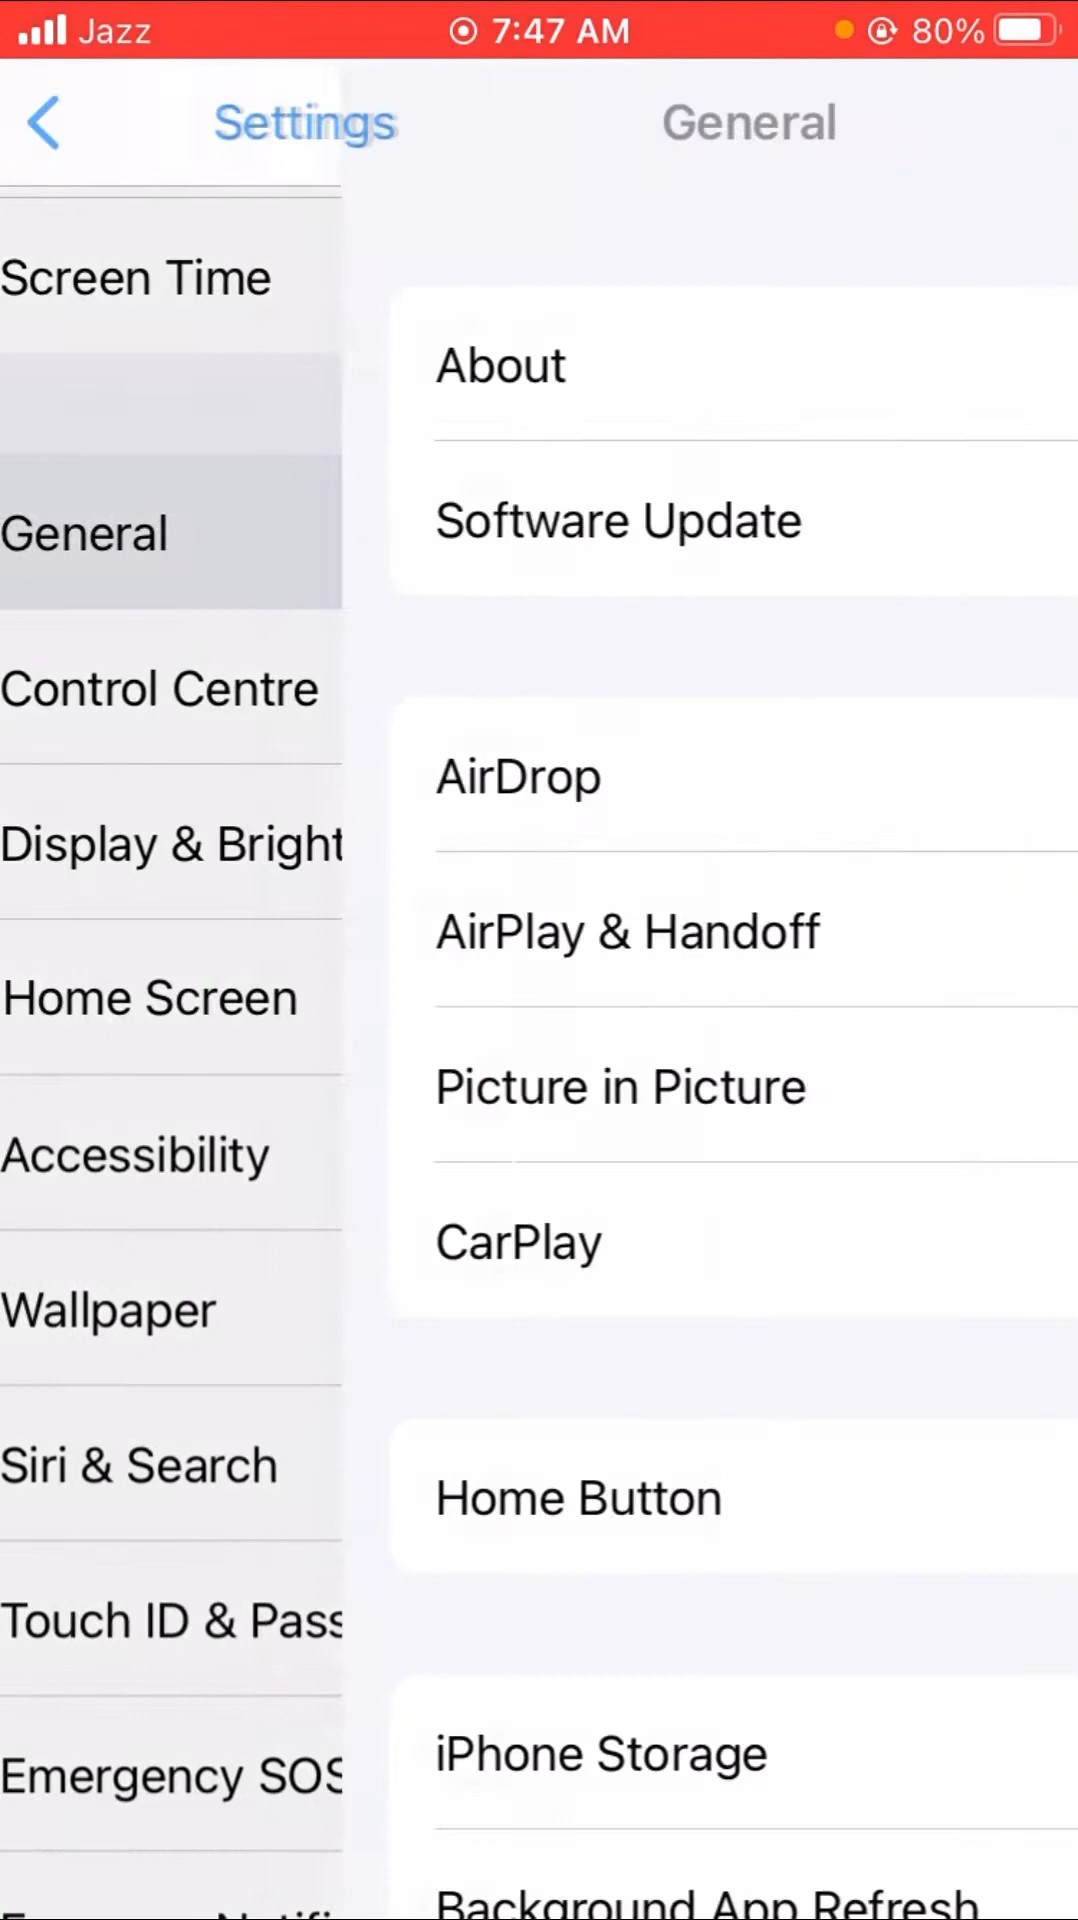 Jazz 7:47 AM 80%
Settings General
Screen Time
General
Control Centre
Display & Bright
Home Screen
Accessibility
Wallpaper
Siri & Search
Touch ID & Pass
Emergency SOS
About
Software Update
AirDrop
AirPlay & Handoff
Picture in Picture
CarPlay
Home Button
iPhone Storage
Background App Refresh